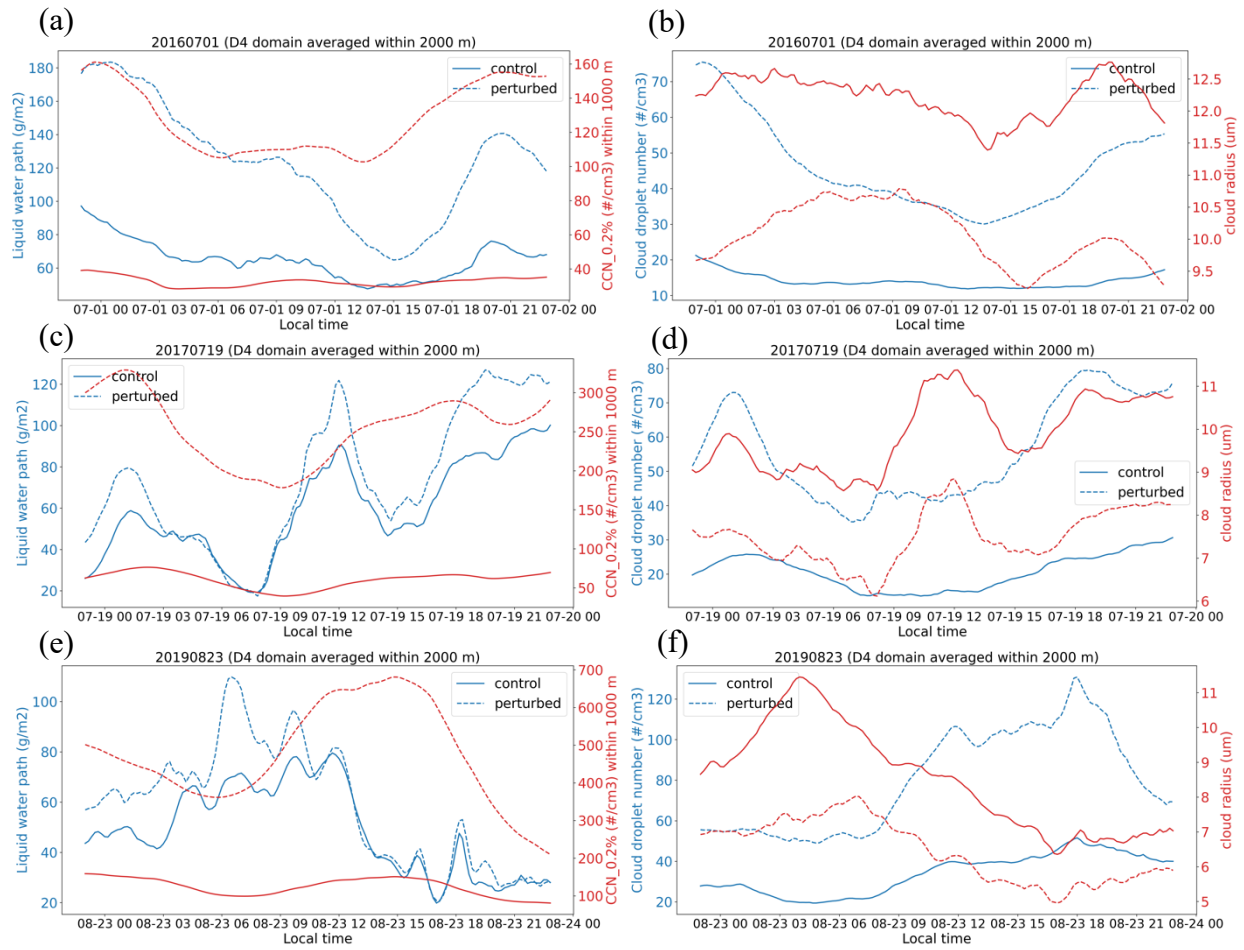 (a)
20160701 (D4 domain averaged within 2000 m)
control
perturbed
Liquid water path (g/m2)
180
160
140
120
100
80
60
CCN_0.2% (#/cm3) within 1000 m
160
140
120
100
80
60
40
07-01 00 07-01 03 07-01 06 07-01 09 07-01 12 07-01 15 07-01 18 07-01 21 07-02 00
Local time
(b)
20160701 (D4 domain averaged within 2000 m)
control
perturbed
Cloud droplet number (#/cm3)
70
60
50
40
30
20
10
cloud radius (um)
12.5
12.0
11.5
11.0
10.5
10.0
9.5
07-01 00 07-01 03 07-01 06 07-01 09 07-01 12 07-01 15 07-01 18 07-01 21 07-02 00
Local time
(c)
20170719 (D4 domain averaged within 2000 m)
control
perturbed
Liquid water path (g/m2)
120
100
80
60
40
20
CCN_0.2% (#/cm3) within 1000 m
300
250
200
150
100
50
07-19 00 07-19 03 07-19 06 07-19 09 07-19 12 07-19 15 07-19 18 07-19 21 07-20 00
Local time
(d)
20170719 (D4 domain averaged within 2000 m)
control
perturbed
Cloud droplet number (#/cm3)
80
70
60
50
40
30
20
cloud radius (um)
11
10
9
8
7
6
07-19 00 07-19 03 07-19 06 07-19 09 07-19 12 07-19 15 07-19 18 07-19 21 07-20 00
Local time
(e)
20190823 (D4 domain averaged within 2000 m)
control
perturbed
Liquid water path (g/m2)
100
80
60
40
20
CCN_0.2% (#/cm3) within 1000 m
700
600
500
400
300
200
100
08-23 00 08-23 03 08-23 06 08-23 09 08-23 12 08-23 15 08-23 18 08-23 21 08-24 00
Local time
(f)
20190823 (D4 domain averaged within 2000 m)
control
perturbed
Cloud droplet number (#/cm3)
120
100
80
60
40
20
cloud radius (um)
11
10
9
8
7
6
5
08-23 00 08-23 03 08-23 06 08-23 09 08-23 12 08-23 15 08-23 18 08-23 21 08-24 00
Local time